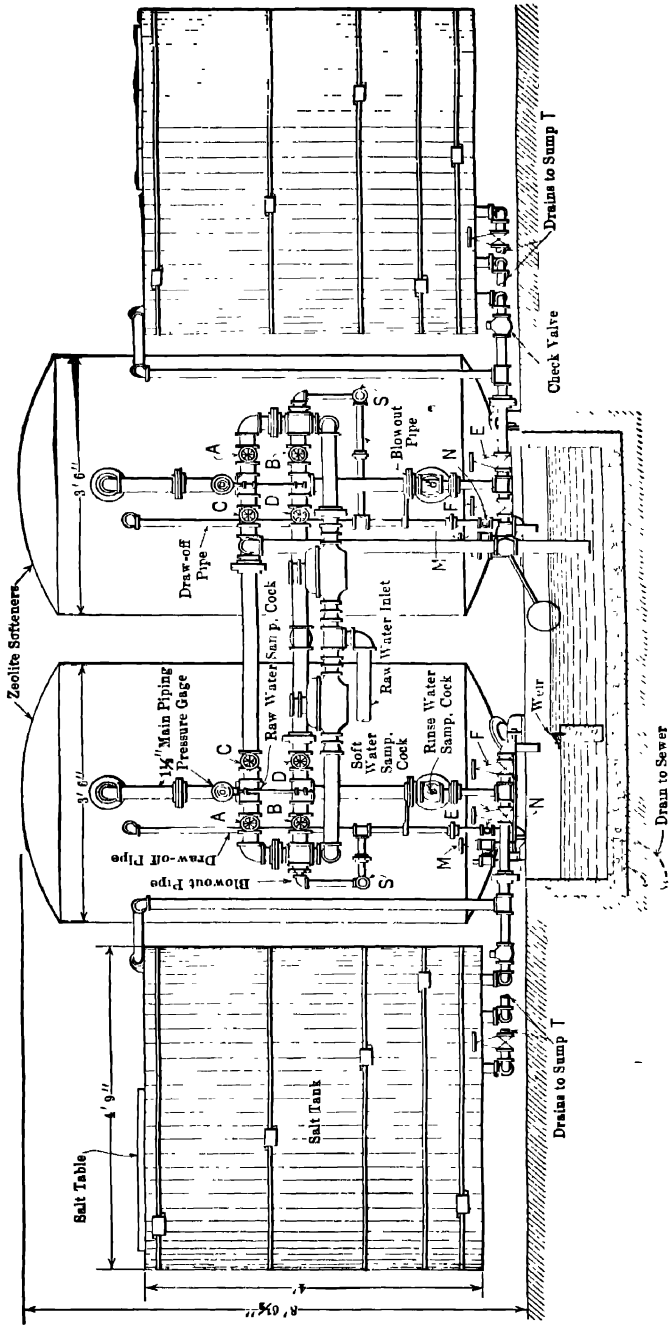 Zeolite Softeners
3' 6"
3' 6"
Salt Table
4' 9"
Salt Tank
4'
8' 6½"
Blowout Pipe
Draw-off Pipe
1½" Main Piping
Pressure Gage
Raw Water Samp. Cock
A
C
B
D
S
Soft
Water
Samp.
Cock
Raw Water Inlet
Rinse Water
Samp. Cock
M
E
F
N
Weir
Draw-off
Pipe
C
A
D
B
S
Blowout
Pipe
M
F
N
E
Check Valve
Drains to Sump T
Drains to Sump T
Drain to Sewer